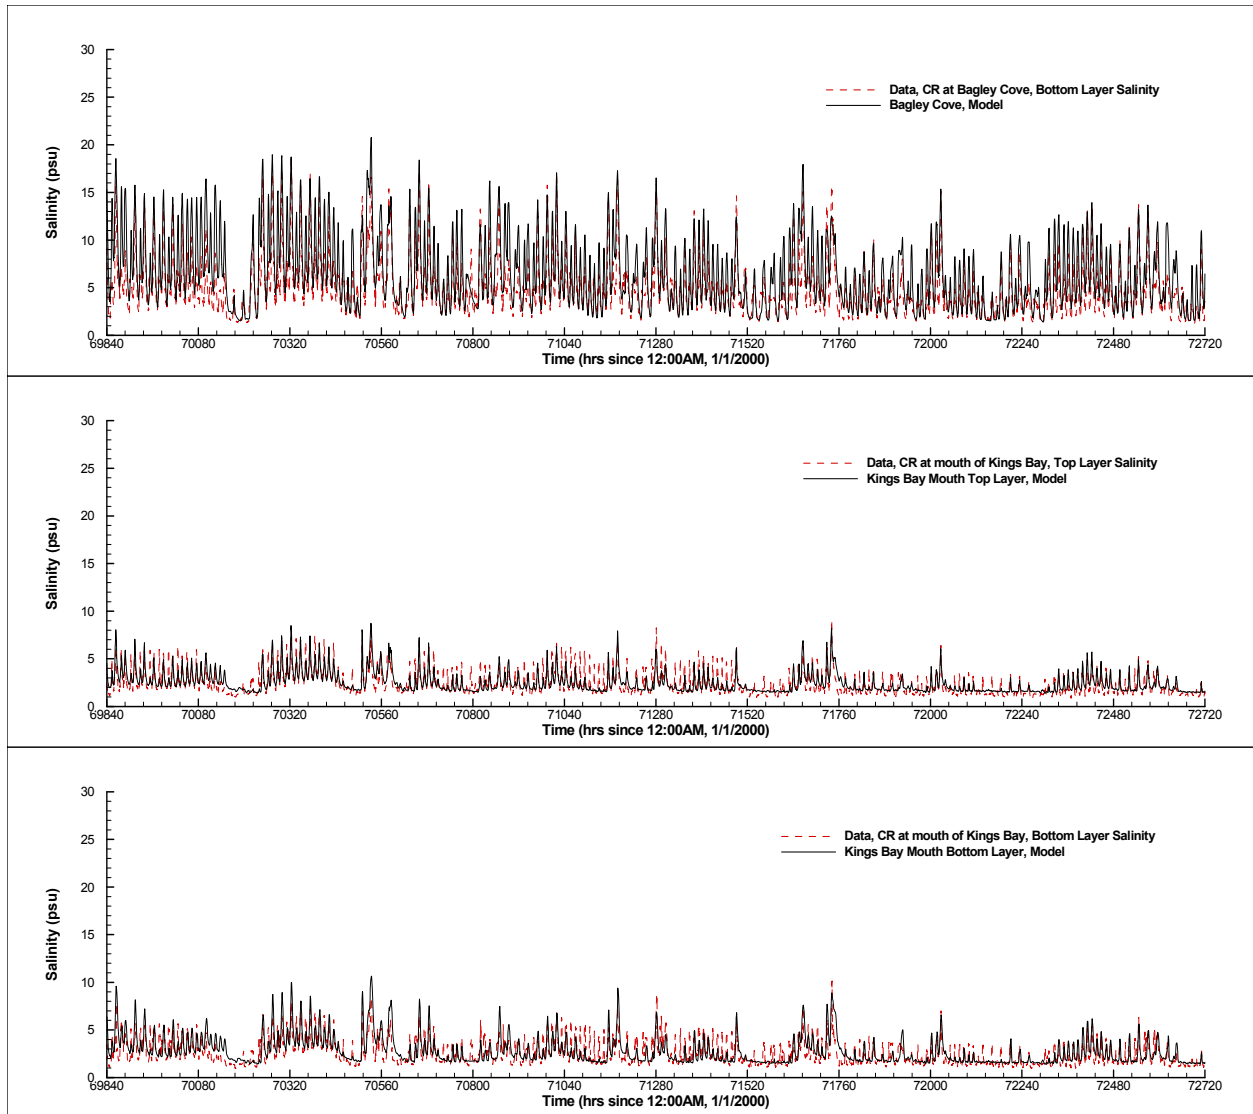 30
25
20
15
10
5
0
Salinity (psu)
Data, CR at Bagley Cove, Bottom Layer Salinity
Bagley Cove, Model
69840 70080 70320 70560 70800 71040 71280 71520 71760 72000 72240 72480 72720
Time (hrs since 12:00AM, 1/1/2000)
30
25
20
15
10
5
0
Salinity (psu)
Data, CR at mouth of Kings Bay, Top Layer Salinity
Kings Bay Mouth Top Layer, Model
69840 70080 70320 70560 70800 71040 71280 71520 71760 72000 72240 72480 72720
Time (hrs since 12:00AM, 1/1/2000)
30
25
20
15
10
5
0
Salinity (psu)
Data, CR at mouth of Kings Bay, Bottom Layer Salinity
Kings Bay Mouth Bottom Layer, Model
69840 70080 70320 70560 70800 71040 71280 71520 71760 72000 72240 72480 72720
Time (hrs since 12:00AM, 1/1/2000)